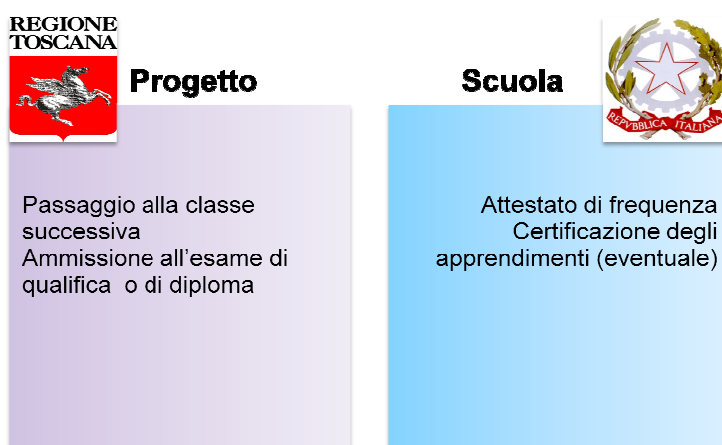 REGIONE
TOSCANA
Progetto
Scuola
REPVBBLICA ITALIANA
Passaggio alla classe
successiva
Ammissione all'esame di
qualifica o di diploma
Attestato di frequenza
Certificazione degli
apprendimenti (eventuale)